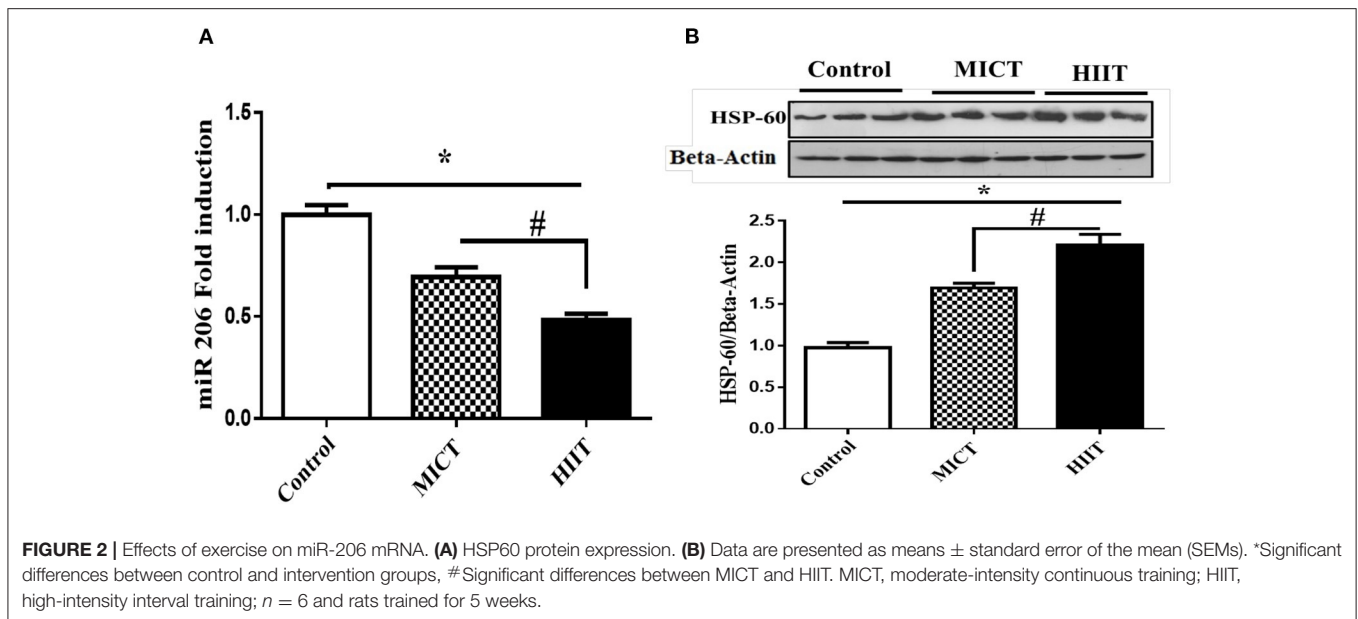 A
miR 206 Fold induction
1.5
1.0
0.5
0.0
*
#
Control
MICT
HIIT
B
Control MICT HIIT
HSP-60
Beta-Actin
HSP-60/Beta-Actin
2.5
2.0
1.5
1.0
0.5
0.0
*
#
Control
MICT
HIIT
FIGURE 2 | Effects of exercise on miR-206 mRNA. (A) HSP60 protein expression. (B) Data are presented as means ± standard error of the mean (SEMs). *Significant
differences between control and intervention groups, #Significant differences between MICT and HIIT. MICT, moderate-intensity continuous training; HIIT,
high-intensity interval training; n = 6 and rats trained for 5 weeks.